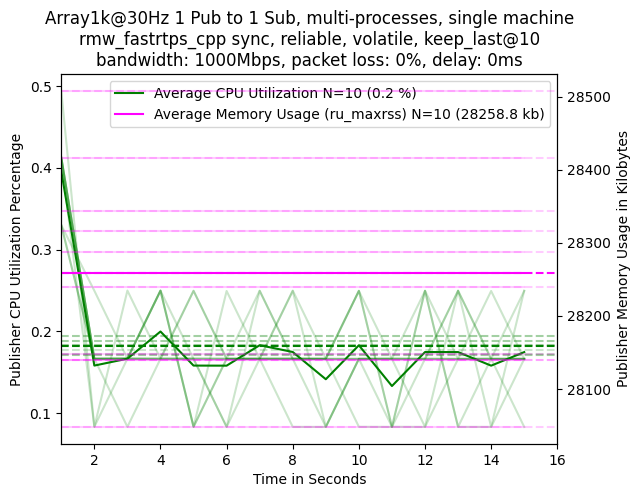 Array1k@30Hz 1 Pub to 1 Sub, multi-processes, single machine
rmw_fastrtps_cpp sync, reliable, volatile, keep_last@10
bandwidth: 1000Mbps, packet loss: 0%, delay: 0ms
Average CPU Utilization N=10 (0.2 %)
Average Memory Usage (ru_maxrss) N=10 (28258.8 kb)
Publisher CPU Utilization Percentage
0.5
0.4
0.3
0.2
0.1
28500
28400
28300
28200
28100
Publisher Memory Usage in Kilobytes
2 4 6 8 10 12 14 16
Time in Seconds